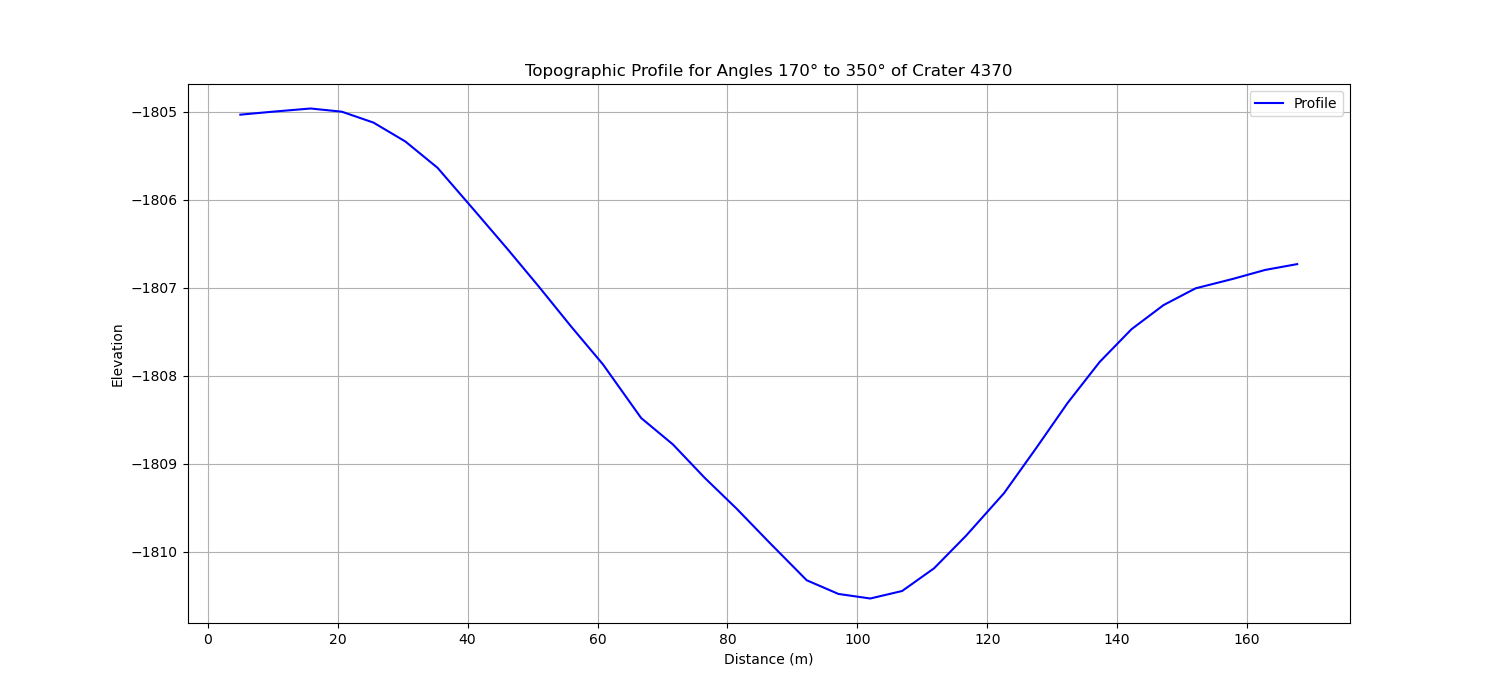 Topographic Profile for Angles 170° to 350° of Crater 4370
Profile
−1805
−1806
−1807
−1808
−1809
−1810
Elevation
0 20 40 60 80 100 120 140 160
Distance (m)